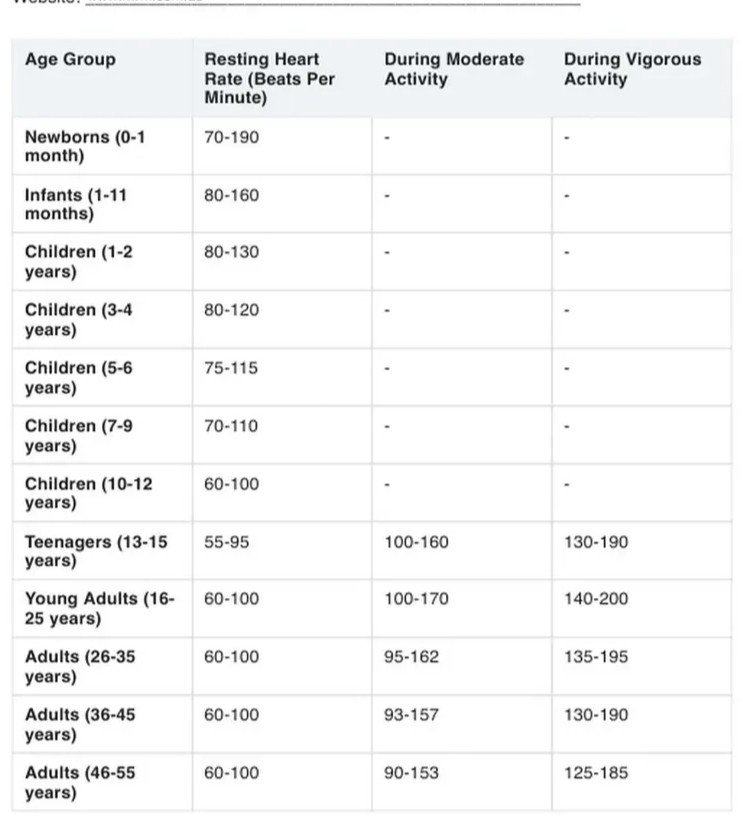 Age Group
Resting Heart
Rate (Beats Per
Minute)
During Moderate
Activity
During Vigorous
Activity
Newborns (0-1
month)
70-190
-
-
Infants (1-11
months)
80-160
-
-
Children (1-2
years)
80-130
-
-
Children (3-4
years)
80-120
-
-
Children (5-6
years)
75-115
-
-
Children (7-9
years)
70-110
-
-
Children (10-12
years)
60-100
-
-
Teenagers (13-15
years)
55-95
100-160
130-190
Young Adults (16-
25 years)
60-100
100-170
140-200
Adults (26-35
years)
60-100
95-162
135-195
Adults (36-45
years)
60-100
93-157
130-190
Adults (46-55
years)
60-100
90-153
125-185